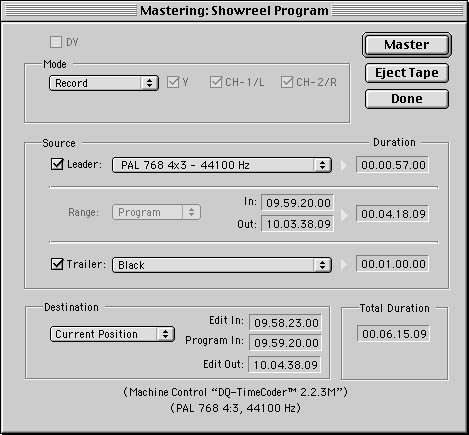 Mastering: Showreel Program
DV
Master
Mode
Record
Y
CH-1/L
CH-2/R
Eject Tape
Done
Source
Duration
Leader:
PAL 768 4x3 - 44100 Hz
00.00.57.00
Range:
Program
In:
09.59.20.00
Out:
10.03.38.09
00.04.18.09
Trailer:
Black
00.01.00.00
Destination
Current Position
Edit In:
09.58.23.00
Program In:
09.59.20.00
Edit Out:
10.04.38.09
Total Duration
00.06.15.09
(Machine Control “DQ-TimeCoder™ 2.2.3M”)
(PAL 768 4:3, 44100 Hz)